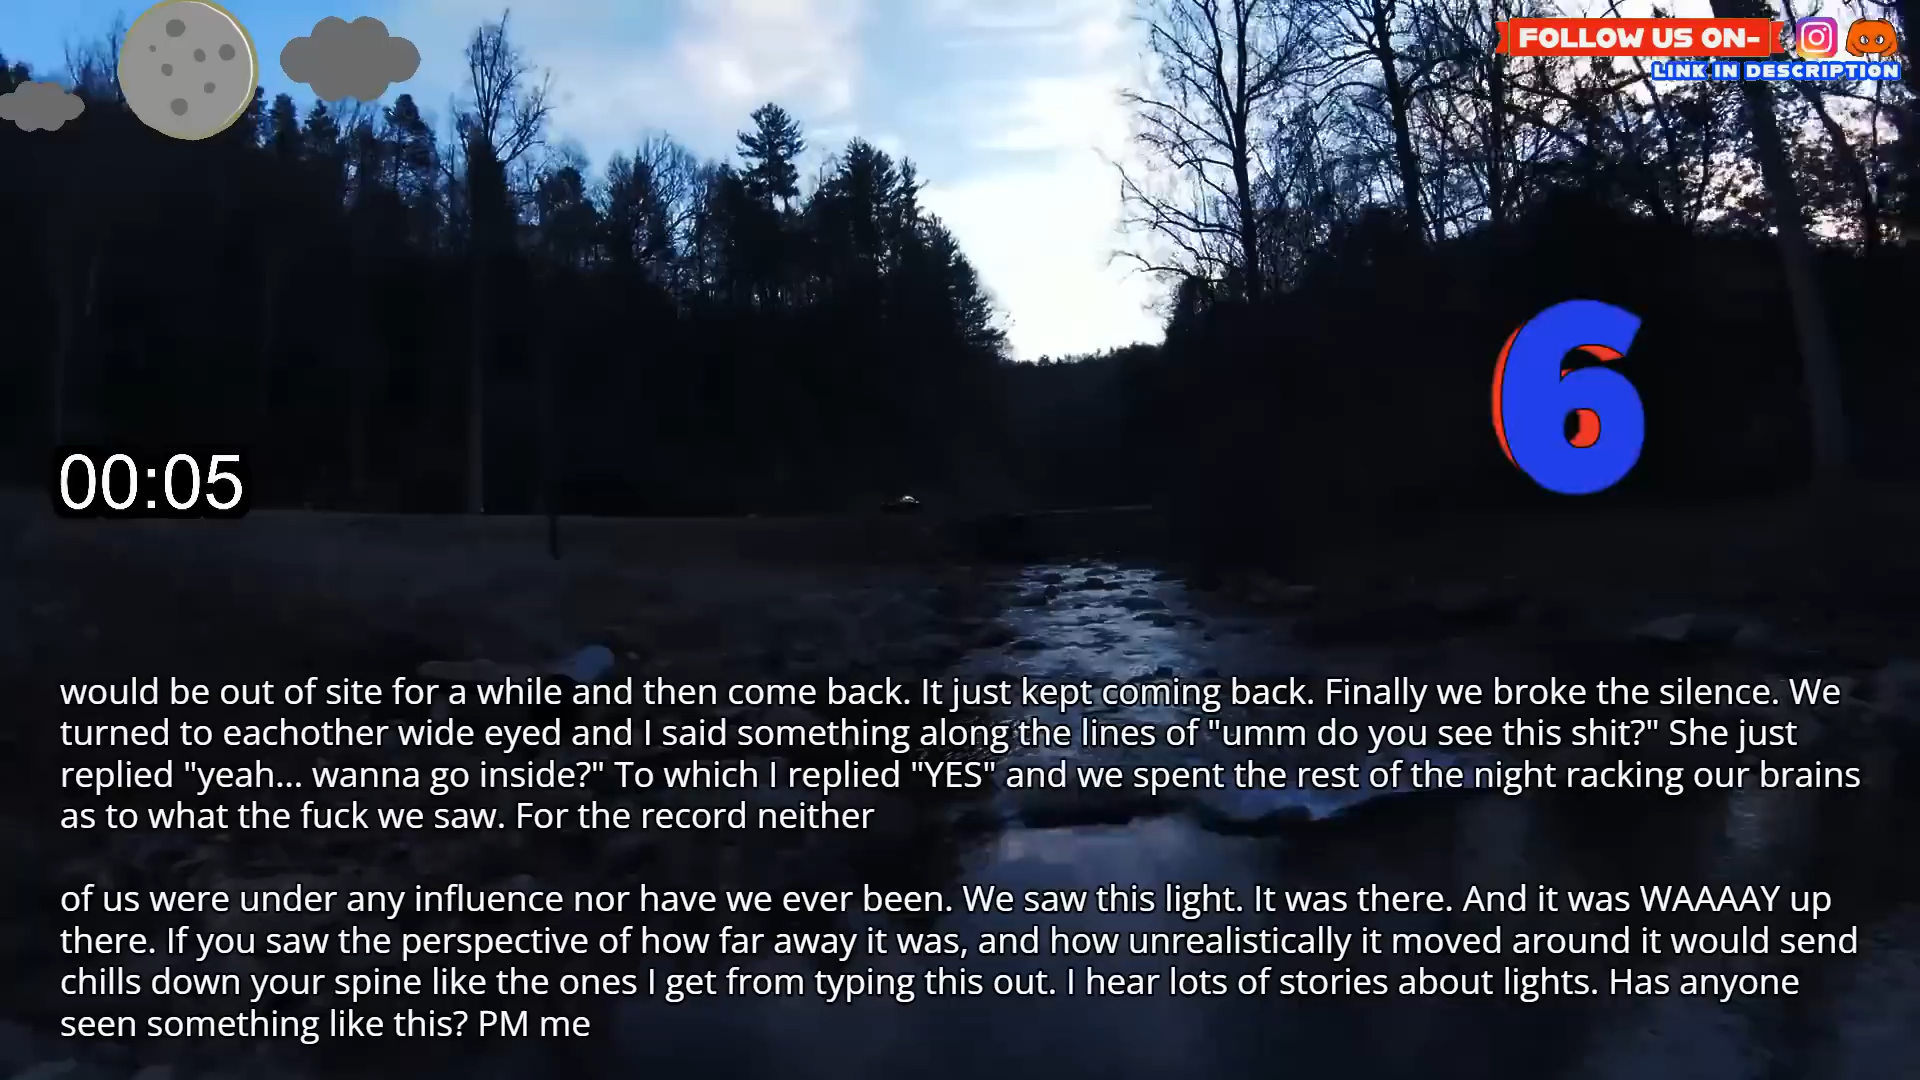 FOLLOW US ON-
LINK IN DESCRIPTION
6
00:05
would be out of site for a while and then come back. It just kept coming back. Finally we broke the silence. We
turned to eachother wide eyed and I said something along the lines of "umm do you see this shit?" She just
replied "yeah... wanna go inside?" To which I replied "YES" and we spent the rest of the night racking our brains
as to what the fuck we saw. For the record neither
of us were under any influence nor have we ever been. We saw this light. It was there. And it was WAAAAY up
there. If you saw the perspective of how far away it was, and how unrealistically it moved around it would send
chills down your spine like the ones I get from typing this out. I hear lots of stories about lights. Has anyone
seen something like this? PM me